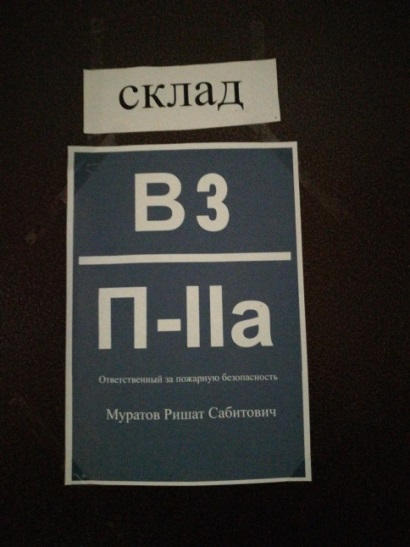 склад
В3
П-IIа
Ответственный за пожарную безопасность
Муратов Ришат Сабитович